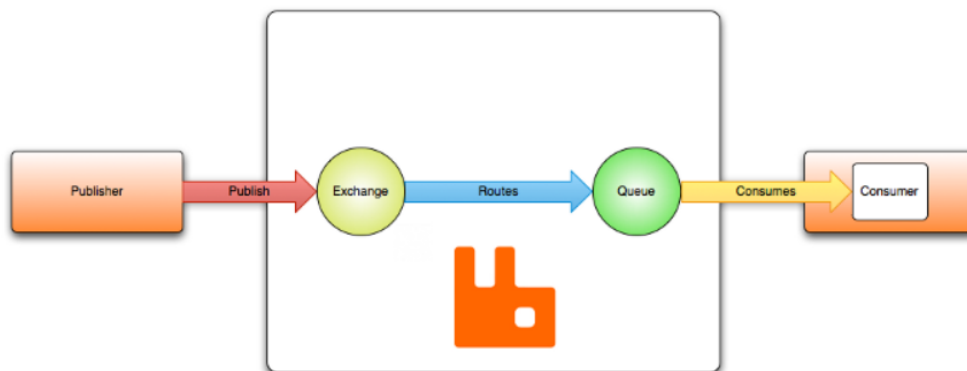 Publisher
Publish
Exchange
Routes
Queue
Consumes
Consumer